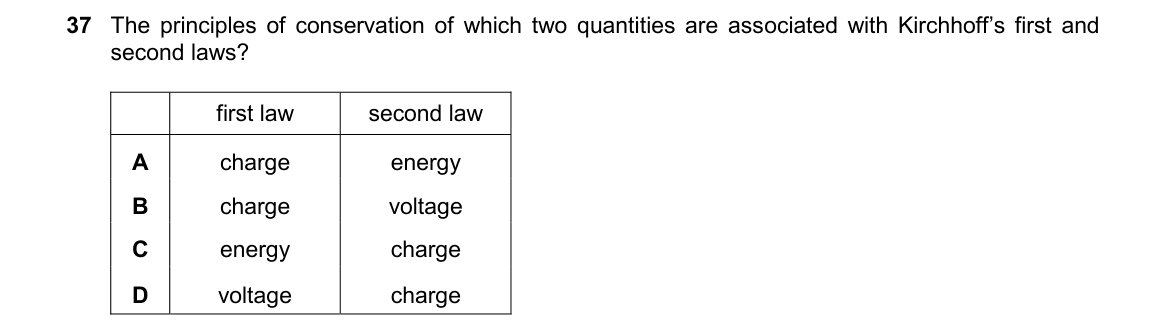 37 The principles of conservation of which two quantities are associated with Kirchhoff’s first and
second laws?
first law second law
A charge energy
B charge voltage
C energy charge
D voltage charge